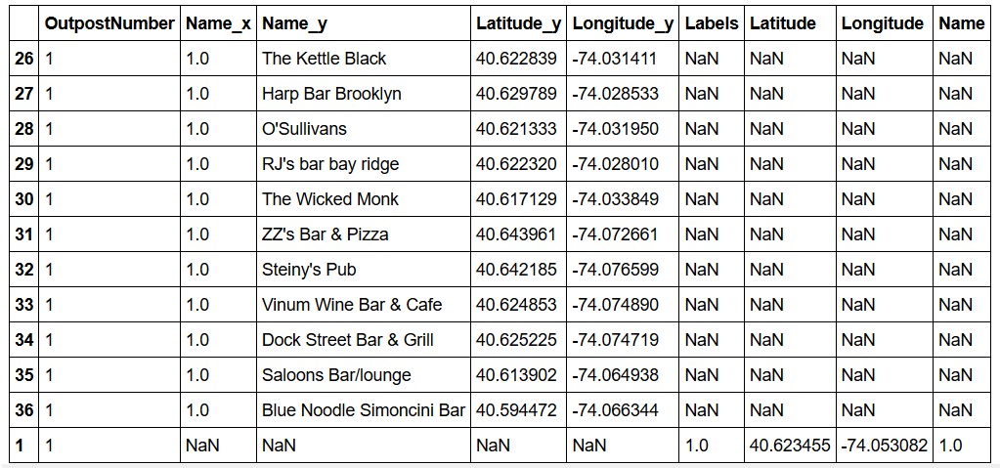 OutpostNumber Name_x Name_y Latitude_y Longitude_y Labels Latitude Longitude Name
26 1 1.0 The Kettle Black 40.622839 -74.031411 NaN NaN NaN NaN
27 1 1.0 Harp Bar Brooklyn 40.629789 -74.028533 NaN NaN NaN NaN
28 1 1.0 O'Sullivans 40.621333 -74.031950 NaN NaN NaN NaN
29 1 1.0 RJ's bar bay ridge 40.622320 -74.028010 NaN NaN NaN NaN
30 1 1.0 The Wicked Monk 40.617129 -74.033849 NaN NaN NaN NaN
31 1 1.0 ZZ's Bar & Pizza 40.643961 -74.072661 NaN NaN NaN NaN
32 1 1.0 Steiny's Pub 40.642185 -74.076599 NaN NaN NaN NaN
33 1 1.0 Vinum Wine Bar & Cafe 40.624853 -74.074890 NaN NaN NaN NaN
34 1 1.0 Dock Street Bar & Grill 40.625225 -74.074719 NaN NaN NaN NaN
35 1 1.0 Saloons Bar/lounge 40.613902 -74.064938 NaN NaN NaN NaN
36 1 1.0 Blue Noodle Simoncini Bar 40.594472 -74.066344 NaN NaN NaN NaN
1 1 NaN NaN NaN NaN 1.0 40.623455 -74.053082 1.0